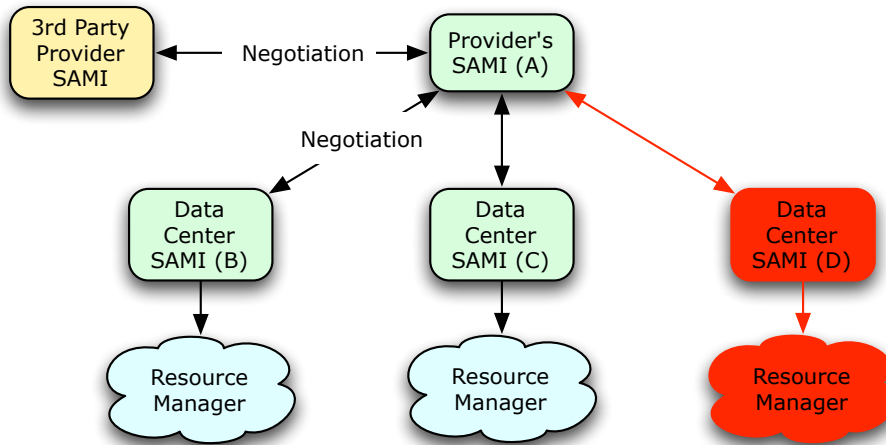 3rd Party
Provider
SAMI
Negotiation
Provider's
SAMI (A)
Negotiation
Data
Center
SAMI (B)
Data
Center
SAMI (C)
Data
Center
SAMI (D)
Resource
Manager
Resource
Manager
Resource
Manager